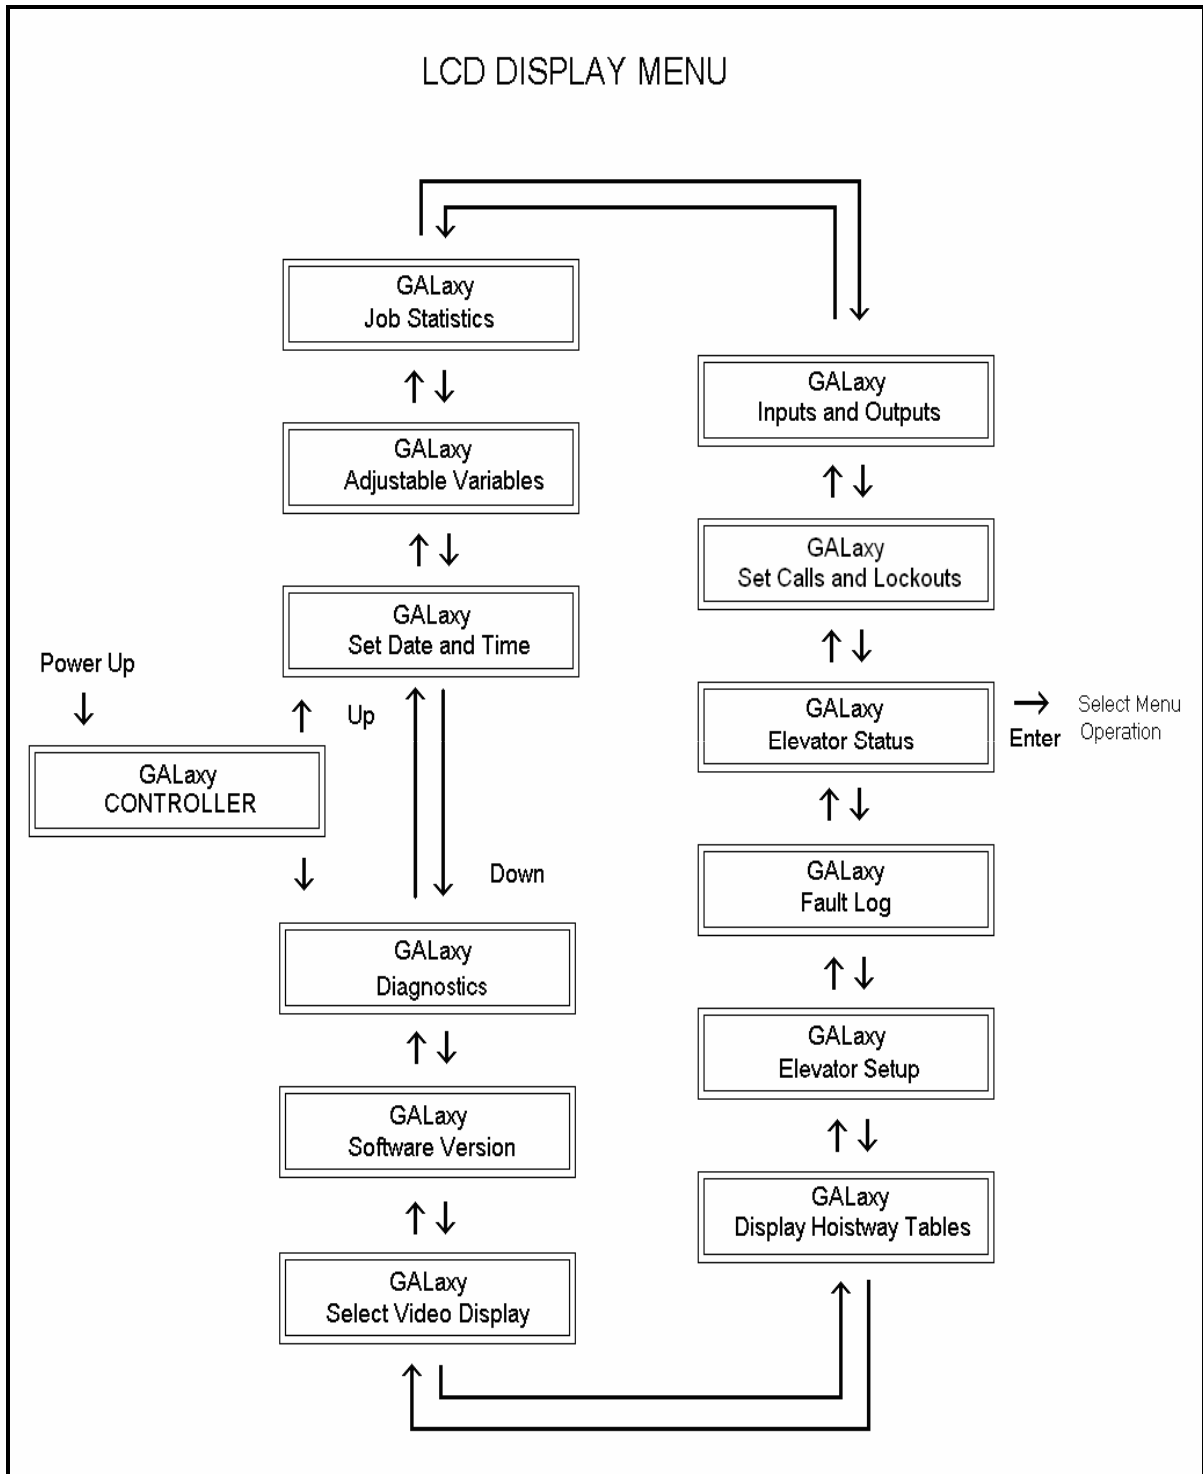 LCD DISPLAY MENU
GALaxy
Job Statistics
GALaxy
Adjustable Variables
GALaxy
Set Date and Time
Power Up
Up
GALaxy
CONTROLLER
Down
GALaxy
Diagnostics
GALaxy
Software Version
GALaxy
Select Video Display
GALaxy
Inputs and Outputs
GALaxy
Set Calls and Lockouts
GALaxy
Elevator Status
Enter
Select Menu
Operation
GALaxy
Fault Log
GALaxy
Elevator Setup
GALaxy
Display Hoistway Tables